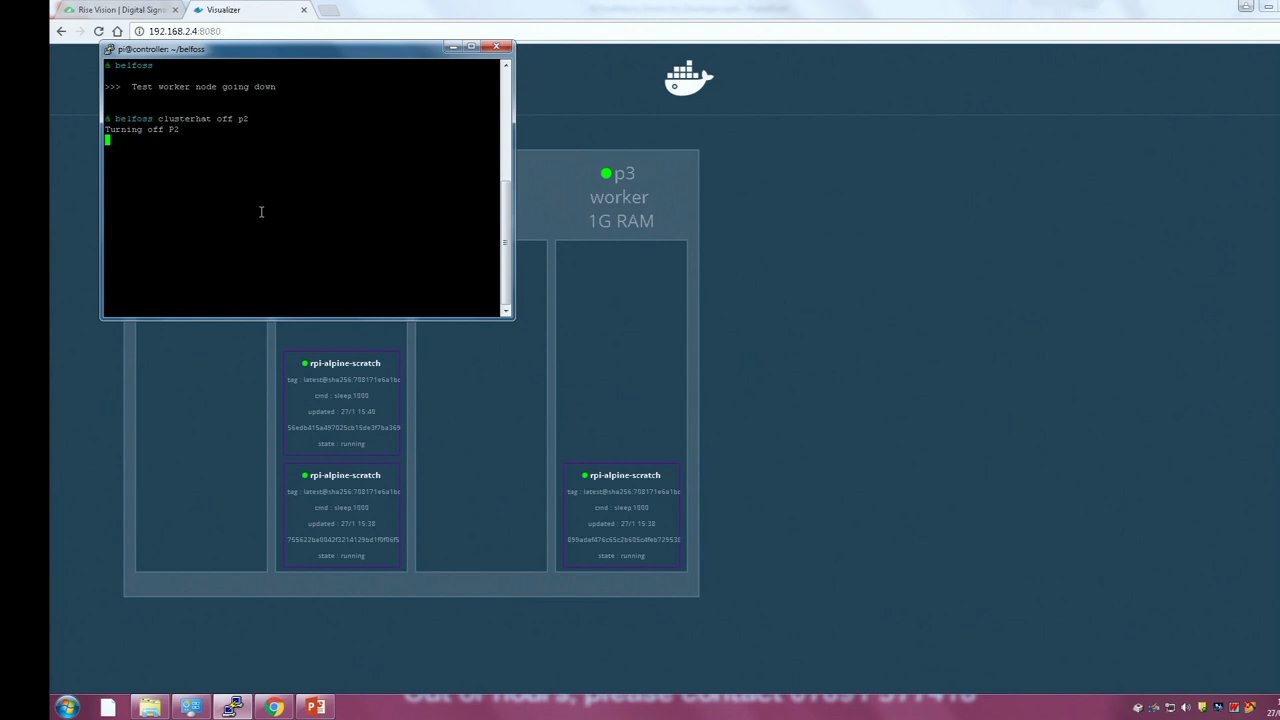 Rise Vision | Digital Signa
Visualizer
192.168.2.4:8080
pi@controller: ~/belfoss
belfoss
>>> Test worker node going down
belfoss clusterhat off p2
Turning off P2
p3
worker
1G RAM
rpi-alpine-scratch
cmd : sleep,1000
updated : 27/1 15:40
state : running
rpi-alpine-scratch
cmd : sleep,1000
updated : 27/1 15:38
state : running
rpi-alpine-scratch
cmd : sleep,1000
updated : 27/1 15:38
state : running